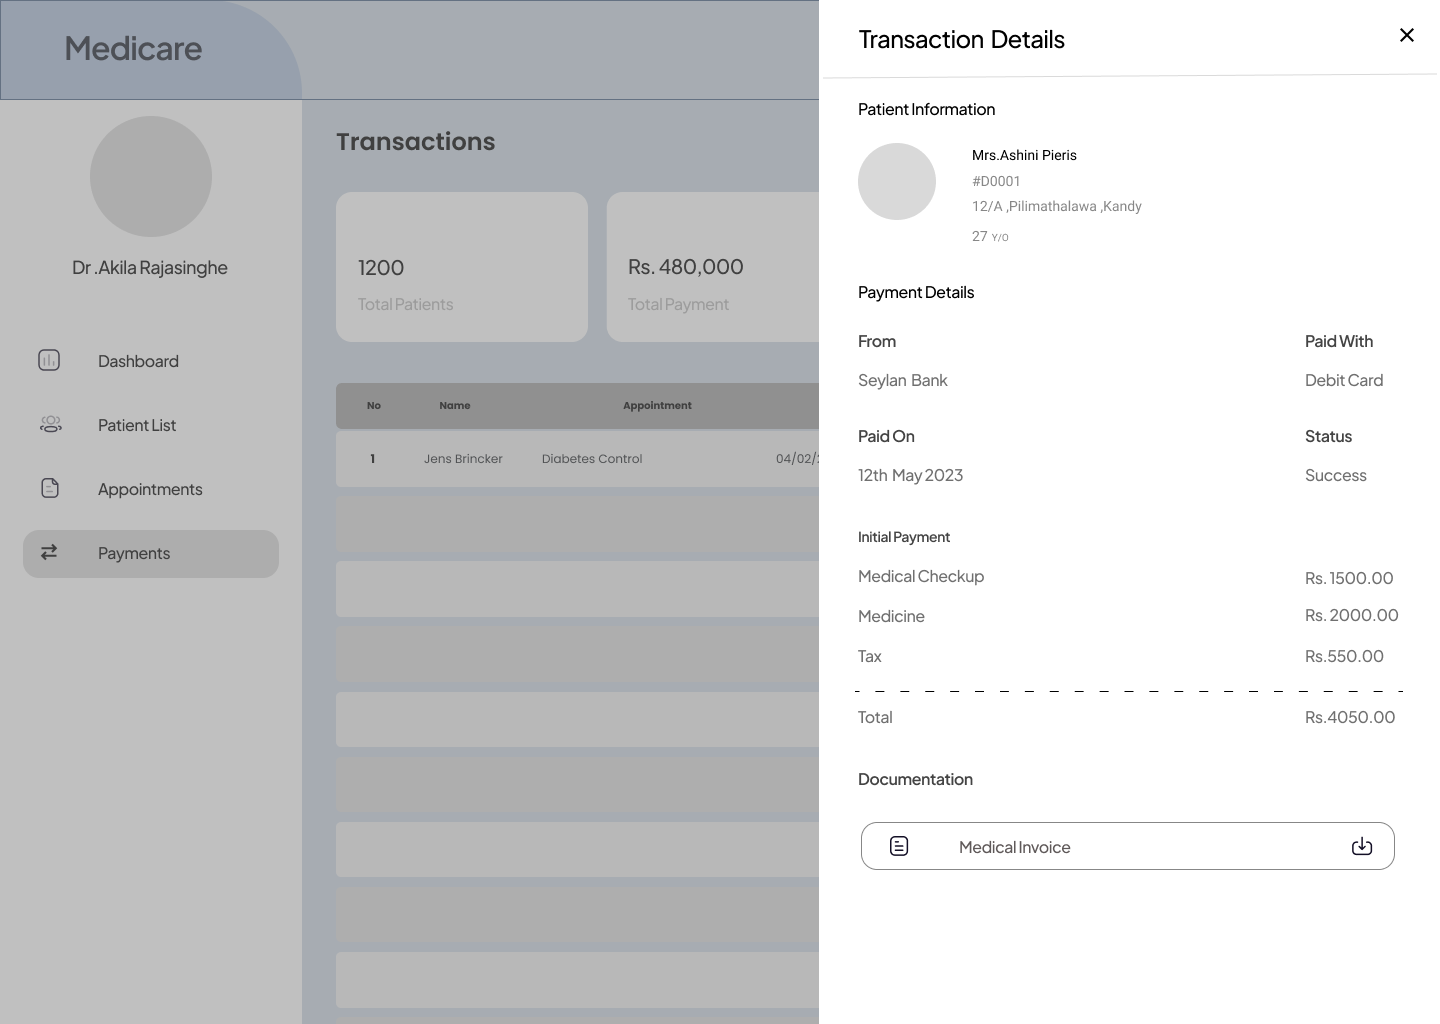 Medicare
Dr .Akila Rajasinghe
Dashboard
Patient List
Appointments
Payments
Transactions
1200
Total Patients
Rs. 480,000
Total Payment
No Name Appointment
1 Jens Brincker Diabetes Control 04/02/
Transaction Details
Patient Information
Mrs.Ashini Pieris
#D0001
12/A ,Pilimathalawa ,Kandy
27 Y/O
Payment Details
From Paid With
Seylan Bank Debit Card
Paid On Status
12th May 2023 Success
Initial Payment
Medical Checkup Rs. 1500.00
Medicine Rs. 2000.00
Tax Rs.550.00
Total Rs.4050.00
Documentation
Medical Invoice